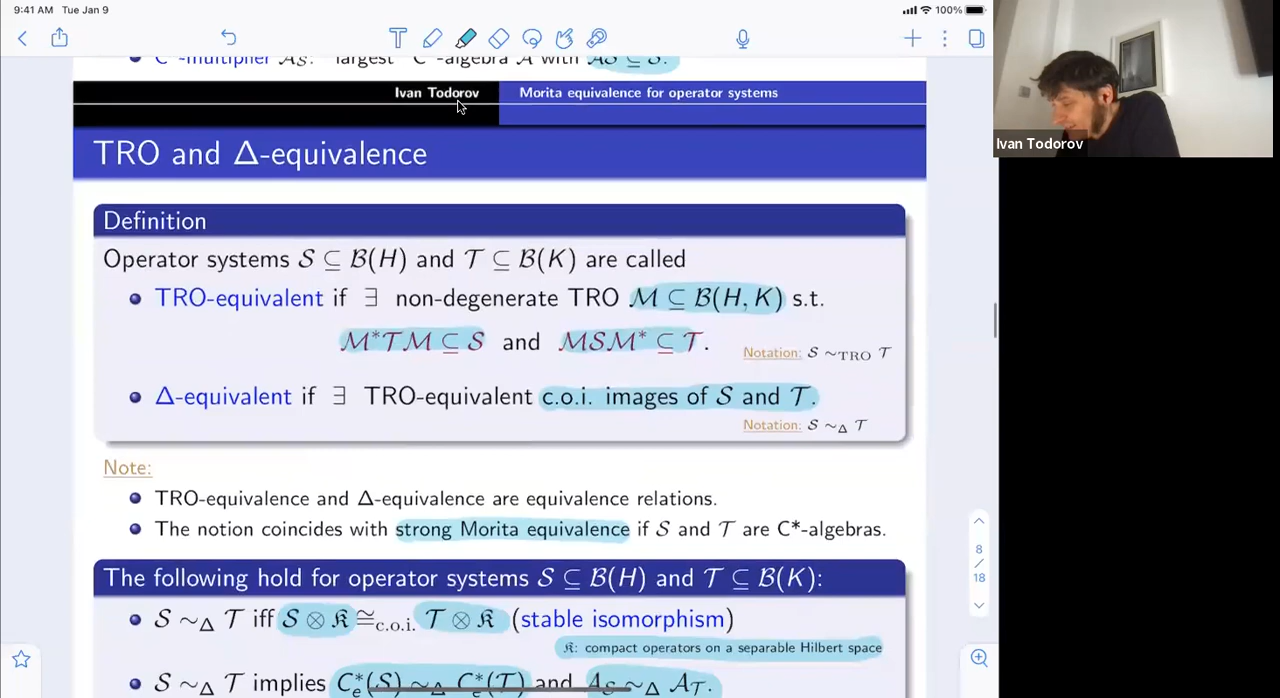 9:41 AM Tue Jan 9
100%
• C*-multiplier 𝒜_𝒮: "largest" C*-algebra 𝒜 with 𝒜𝒮 ⊆ 𝒮.
Ivan Todorov Morita equivalence for operator systems
TRO and Δ-equivalence
Definition
Operator systems 𝒮 ⊆ ℬ(H) and 𝒯 ⊆ ℬ(K) are called
• TRO-equivalent if ∃ non-degenerate TRO ℳ ⊆ ℬ(H, K) s.t.
ℳ*𝒯ℳ ⊆ 𝒮 and ℳ𝒮ℳ* ⊆ 𝒯.
Notation: 𝒮 ∼_TRO 𝒯
• Δ-equivalent if ∃ TRO-equivalent c.o.i. images of 𝒮 and 𝒯.
Notation: 𝒮 ∼_Δ 𝒯
Note:
• TRO-equivalence and Δ-equivalence are equivalence relations.
• The notion coincides with strong Morita equivalence if 𝒮 and 𝒯 are C*-algebras.
The following hold for operator systems 𝒮 ⊆ ℬ(H) and 𝒯 ⊆ ℬ(K):
• 𝒮 ∼_Δ 𝒯 iff 𝒮 ⊗ 𝔎 ≅_c.o.i. 𝒯 ⊗ 𝔎 (stable isomorphism)
𝔎: compact operators on a separable Hilbert space
• 𝒮 ∼_Δ 𝒯 implies C*_e(𝒮) ∼_Δ C*_e(𝒯) and 𝒜_𝒮 ∼_Δ 𝒜_𝒯.
8
/
18
Ivan Todorov